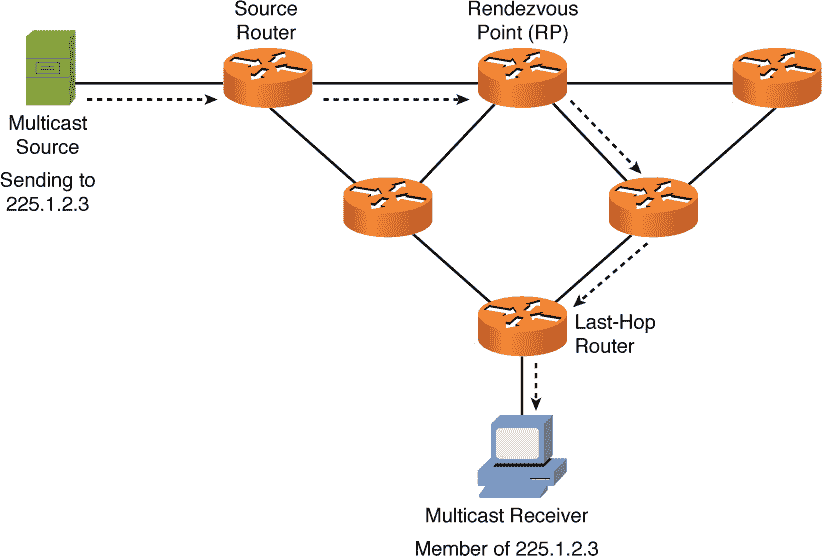 Source
Router
Rendezvous
Point (RP)
Multicast
Source
Sending to
225.1.2.3
Last-Hop
Router
Multicast Receiver
Member of 225.1.2.3